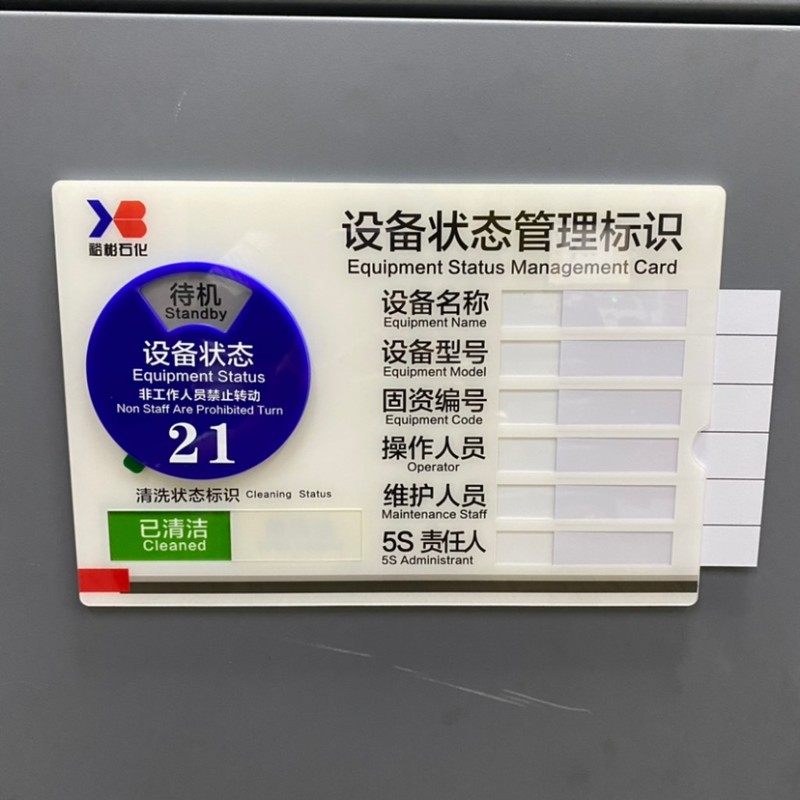 裕彬石化
设备状态管理标识
Equipment Status Management Card
待机
Standby
设备状态
Equipment Status
非工作人员禁止转动
Non Staff Are Prohibited Turn
21
清洗状态标识 Cleaning Status
已清洁
Cleaned
设备名称
Equipment Name
设备型号
Equipment Model
固资编号
Equipment Code
操作人员
Operator
维护人员
Maintenance Staff
5S 责任人
5S Administrant